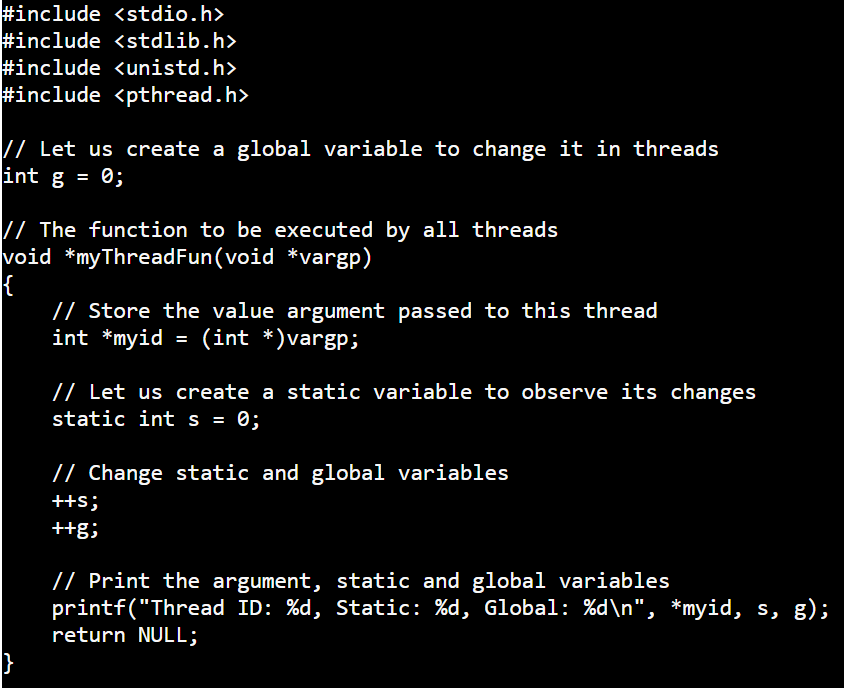 #include <stdio.h>
#include <stdlib.h>
#include <unistd.h>
#include <pthread.h>

// Let us create a global variable to change it in threads
int g = 0;

// The function to be executed by all threads
void *myThreadFun(void *vargp)
{
    // Store the value argument passed to this thread
    int *myid = (int *)vargp;

    // Let us create a static variable to observe its changes
    static int s = 0;

    // Change static and global variables
    ++s;
    ++g;

    // Print the argument, static and global variables
    printf("Thread ID: %d, Static: %d, Global: %d\n", *myid, s, g);
    return NULL;
}